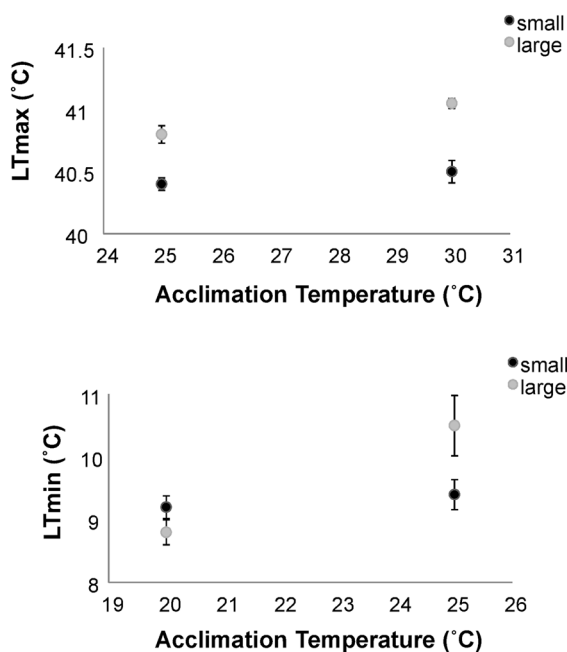 small
large
LTmax (˚C)
41.5
41
40.5
40
24 25 26 27 28 29 30 31
Acclimation Temperature (˚C)
small
large
LTmin (˚C)
11
10
9
8
19 20 21 22 23 24 25 26
Acclimation Temperature (˚C)